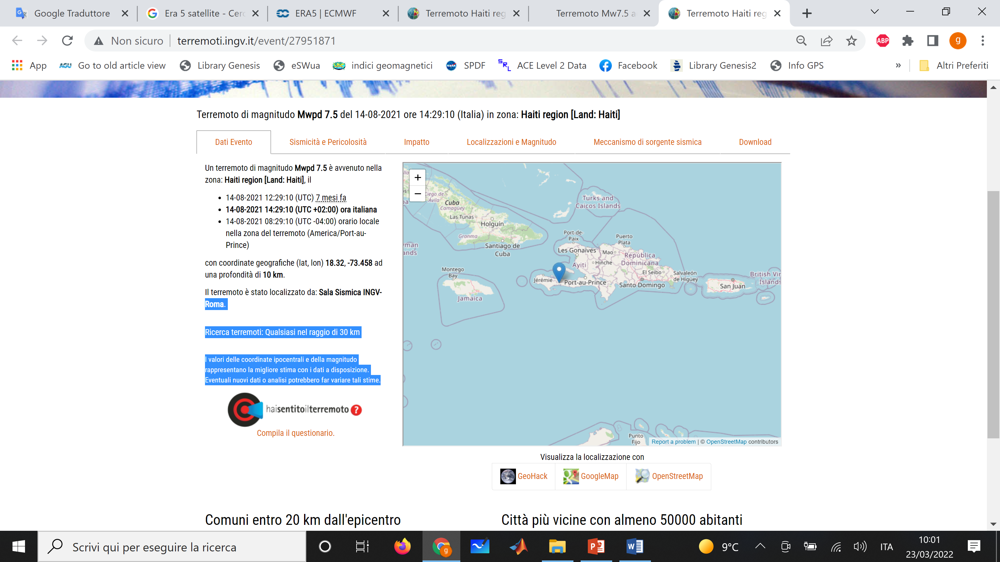 Google Traduttore
Era 5 satellite - Cerc
ERA5 | ECMWF
Terremoto Haiti reg
Terremoto Mw7.5 a
Terremoto Haiti reg
Non sicuro
terremoti.ingv.it/event/27951871
ABP
g
App
AGU Go to old article view
Library Genesis
eSWua
indici geomagnetici
SPDF
SRL ACE Level 2 Data
Facebook
Library Genesis2
Info GPS
»
Altri Preferiti
Terremoto di magnitudo Mwpd 7.5 del 14-08-2021 ore 14:29:10 (Italia) in zona: Haiti region [Land: Haiti]
Dati Evento
Sismicità e Pericolosità
Impatto
Localizzazioni e Magnitudo
Meccanismo di sorgente sismica
Download
Un terremoto di magnitudo Mwpd 7.5 è avvenuto nella
zona: Haiti region [Land: Haiti], il
• 14-08-2021 12:29:10 (UTC) 7 mesi fa
• 14-08-2021 14:29:10 (UTC +02:00) ora italiana
• 14-08-2021 08:29:10 (UTC -04:00) orario locale
nella zona del terremoto (America/Port-au-
Prince)
con coordinate geografiche (lat, lon) 18.32, -73.458 ad
una profondità di 10 km.
Il terremoto è stato localizzato da: Sala Sismica INGV-
Roma.
Ricerca terremoti: Qualsiasi nel raggio di 30 km
I valori delle coordinate ipocentrali e della magnitudo
rappresentano la migliore stima con i dati a disposizione.
Eventuali nuovi dati o analisi potrebbero far variare tali stime.
haisentitoilterremoto ?
Compila il questionario.
+
−
Ciego de
Ávila
Cuba
Camagüey
Las Tunas
Holguín
Granma
Santiago de
Cuba
yman
ands
Turks and
Caicos Islands
Port-de-
Paix
Puerto
Plata
Les Gonaïves
Mao
República
Dominicana
Hinche
Ayiti
El Seibo
Salvaleón
de Higüey
British Vir
Islands
Montego
Bay
Jérémie
Port-au-Prince
Santo Domingo
San Juan
Jamaica
Punto
Fijo
Report a problem | © OpenStreetMap contributors
Visualizza la localizzazione con
GeoHack
GoogleMap
OpenStreetMap
Comuni entro 20 km dall'epicentro
Città più vicine con almeno 50000 abitanti
Scrivi qui per eseguire la ricerca
g
P
W
9°C
ITA
10:01
23/03/2022